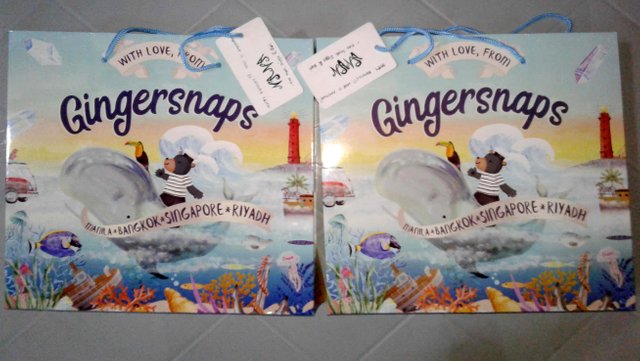 WITH LOVE, FROM
Gingersnaps
MANILA★BANGKOK★SINGAPORE★RIYADH
WITH LOVE, FROM
Gingersnaps
MANILA★BANGKOK★SINGAPORE★RIYADH